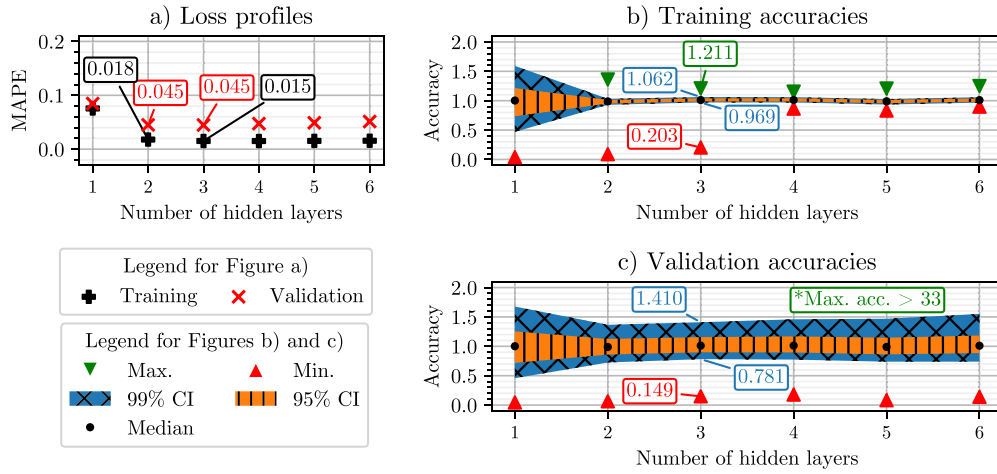 a) Loss profiles
0.2
0.1
0.0
MAPE
0.018
0.045
0.045
0.015
1 2 3 4 5 6
Number of hidden layers
Legend for Figure a)
Training Validation
Legend for Figures b) and c)
Max. Min.
99% CI 95% CI
Median
b) Training accuracies
2.0
1.5
1.0
0.5
0.0
Accuracy
1.211
1.062
0.969
0.203
1 2 3 4 5 6
Number of hidden layers
c) Validation accuracies
2.0
1.5
1.0
0.5
0.0
Accuracy
1.410
*Max. acc. > 33
0.781
0.149
1 2 3 4 5 6
Number of hidden layers